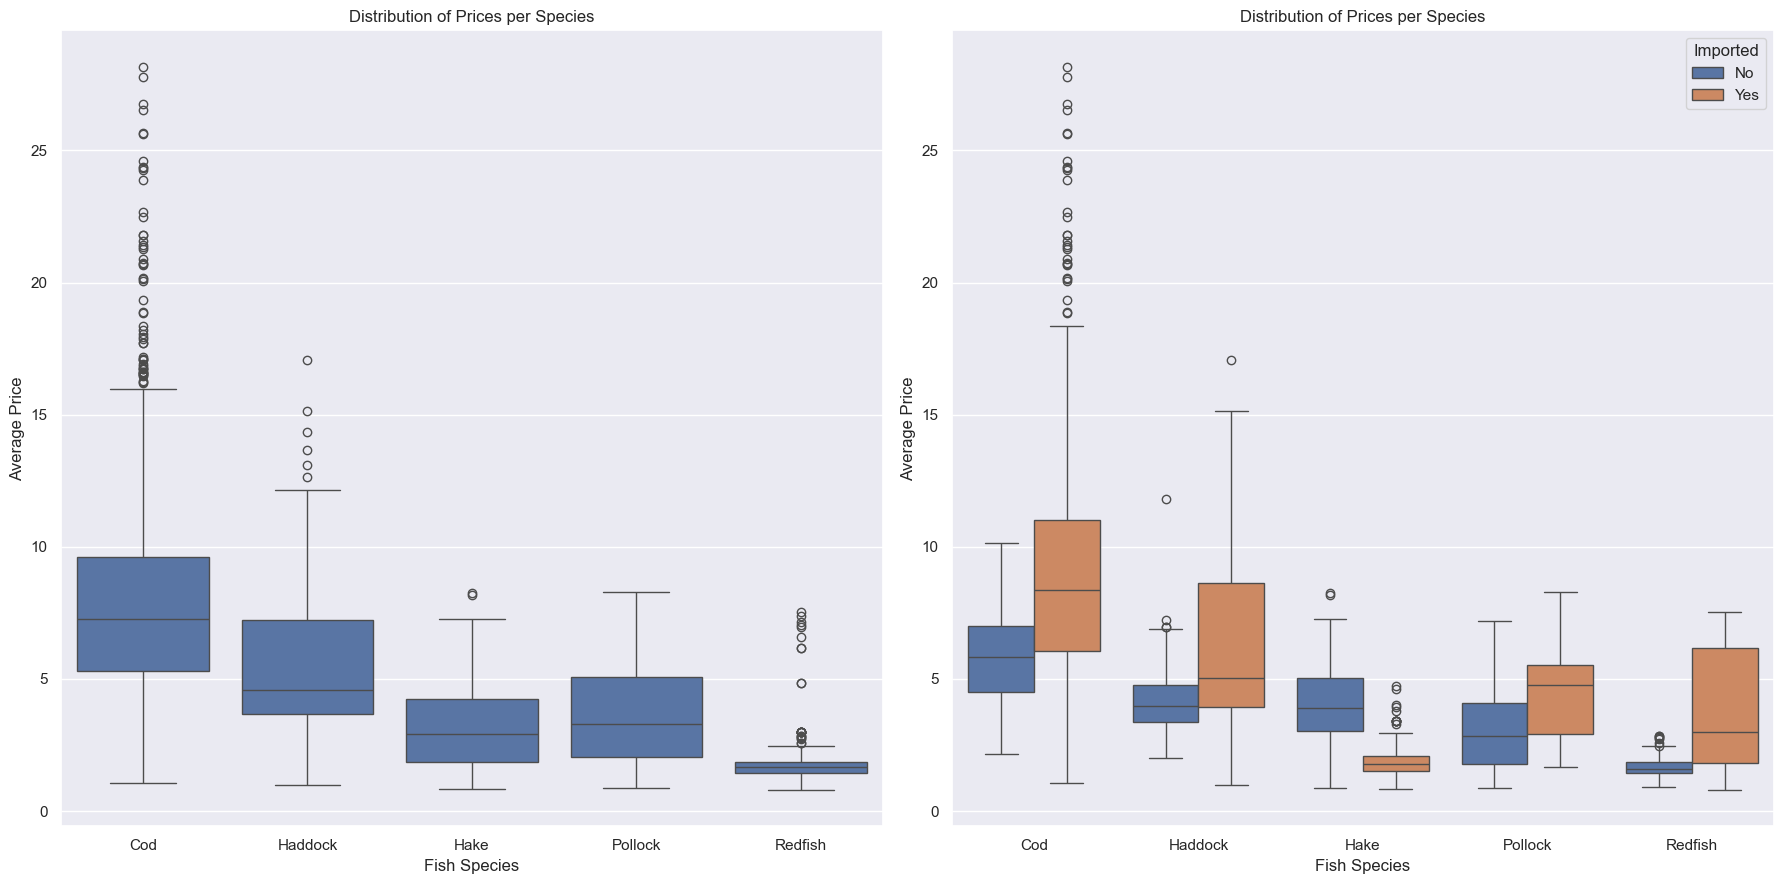 Distribution of Prices per Species
25
20
15
10
5
0
Average Price
Cod Haddock Hake Pollock Redfish
Fish Species
Distribution of Prices per Species
Imported
No
Yes
25
20
15
10
5
0
Average Price
Cod Haddock Hake Pollock Redfish
Fish Species